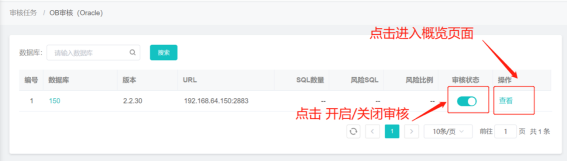 审核任务 / OB审核（Oracle）
点击进入概览页面
数据库: 请输入数据库 搜索
编号 数据库 版本 URL SQL数量 风险SQL 风险比例 审核状态 操作
1 150 2.2.30 192.168.64.150:2883 -- -- -- 查看
点击 开启/关闭审核
< 1 > 10条/页 前往 1 页 共 1 条